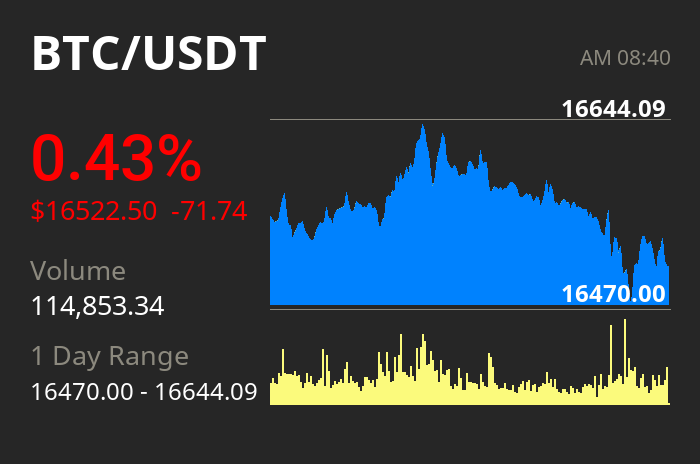 BTC/USDT
AM 08:40
16644.09
0.43%
$16522.50 -71.74
Volume
114,853.34
16470.00
1 Day Range
16470.00 - 16644.09